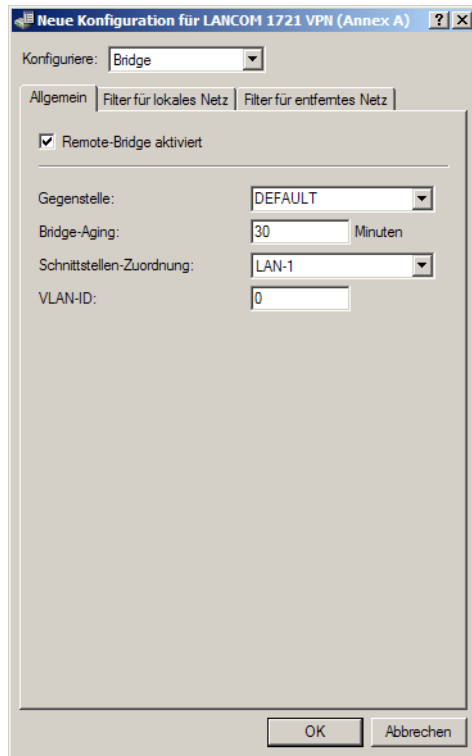 Neue Konfiguration für LANCOM 1721 VPN (Annex A)
Konfiguriere: Bridge
Allgemein Filter für lokales Netz Filter für entferntes Netz
Remote-Bridge aktiviert
Gegenstelle: DEFAULT
Bridge-Aging: 30 Minuten
Schnittstellen-Zuordnung: LAN-1
VLAN-ID: 0
OK Abbrechen